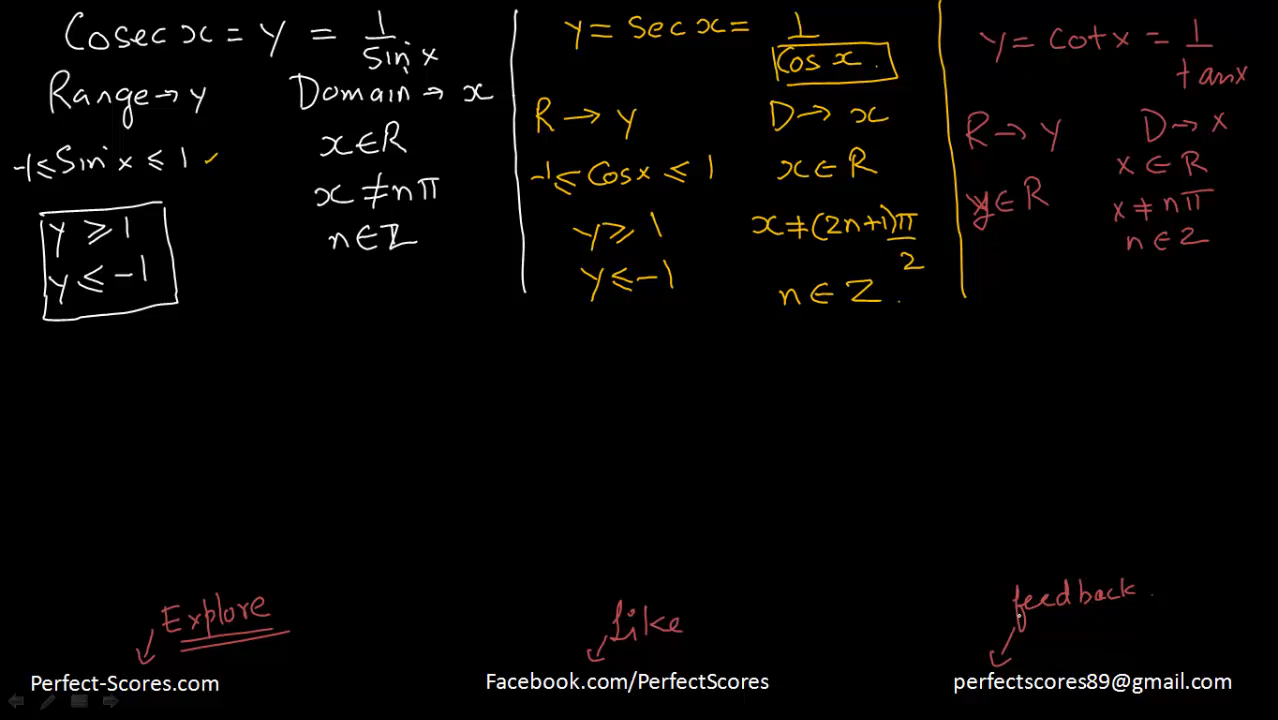 Cosec x = y = 1/Sin x
Range → y
Domain → x
-1 ≤ Sin x ≤ 1 ✓
x ∈ R
x ≠ nπ
n ∈ Z
y ≥ 1
y ≤ -1
y = Sec x = 1/Cos x.
R → y
D → x
-1 ≤ Cos x ≤ 1
x ∈ R
y ≥ 1
x ≠ (2n+1)π/2
y ≤ -1
n ∈ Z.
y = Cot x = 1/tan x
R → y
D → x
x ∈ R
y ∈ R
x ≠ nπ
n ∈ Z
Explore
Like
feedback.
Perfect-Scores.com
Facebook.com/PerfectScores
perfectscores89@gmail.com